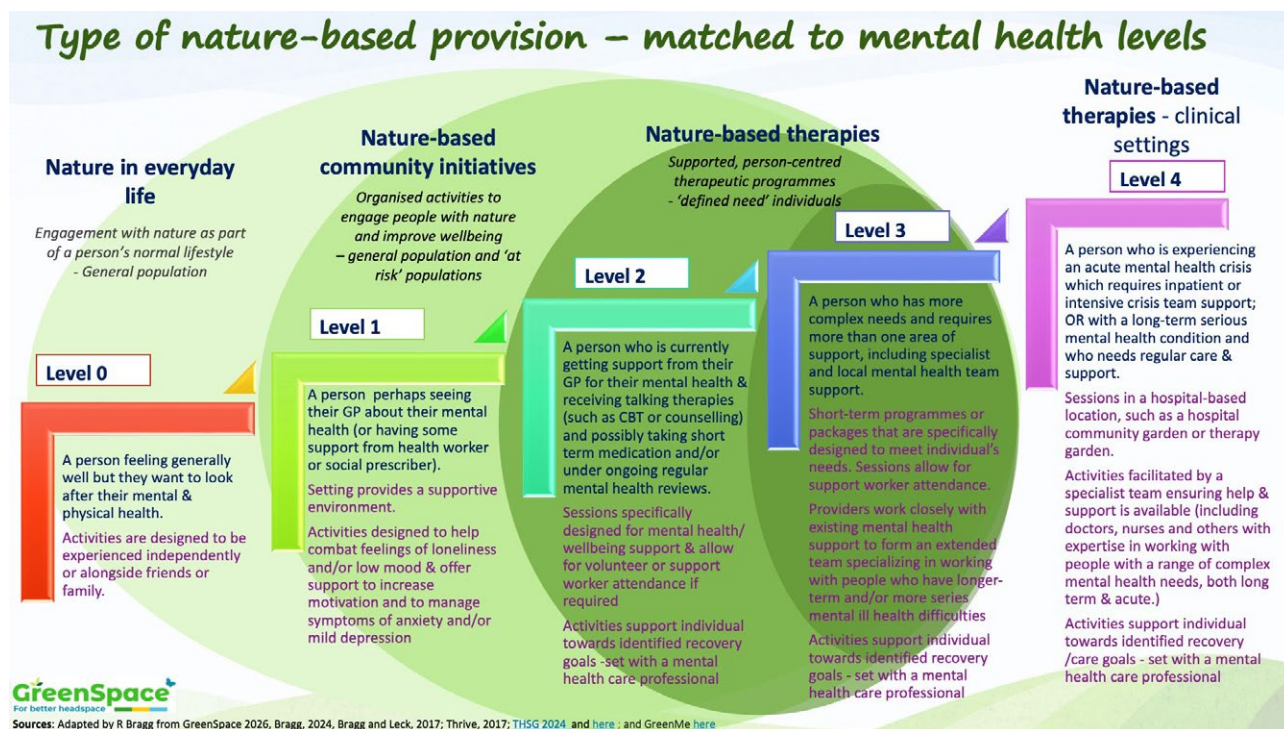 Type of nature-based provision – matched to mental health levels
Nature in everyday
life
Engagement with nature as part
of a person's normal lifestyle
- General population
Level 0
A person feeling generally
well but they want to look
after their mental &
physical health.
Activities are designed to be
experienced independently
or alongside friends or
family.
Nature-based
community initiatives
Organised activities to
engage people with nature
and improve wellbeing
– general population and 'at
risk' populations
Level 1
A person perhaps seeing
their GP about their mental
health (or having some
support from health worker
or social prescriber).
Setting provides a supportive
environment.
Activities designed to help
combat feelings of loneliness
and/or low mood & offer
support to increase
motivation and to manage
symptoms of anxiety and/or
mild depression
Nature-based therapies
Supported, person-centred
therapeutic programmes
- 'defined need' individuals
Level 2
A person who is currently
getting support from their
GP for their mental health &
receiving talking therapies
(such as CBT or counselling)
and possibly taking short
term medication and/or
under ongoing regular
mental health reviews.
Sessions specifically
designed for mental health/
wellbeing support & allow
for volunteer or support
worker attendance if
required
Activities support individual
towards identified recovery
goals -set with a mental
health care professional
Level 3
A person who has more
complex needs and requires
more than one area of
support, including specialist
and local mental health team
support.
Short-term programmes or
packages that are specifically
designed to meet individual's
needs. Sessions allow for
support worker attendance.
Providers work closely with
existing mental health
support to form an extended
team specializing in working
with people who have longer-
term and/or more series
mental ill health difficulties
Activities support individual
towards identified recovery
goals - set with a mental
health care professional
Nature-based
therapies - clinical
settings
Level 4
A person who is experiencing
an acute mental health crisis
which requires inpatient or
intensive crisis team support;
OR with a long-term serious
mental health condition and
who needs regular care &
support.
Sessions in a hospital-based
location, such as a hospital
community garden or therapy
garden.
Activities facilitated by a
specialist team ensuring help &
support is available (including
doctors, nurses and others with
expertise in working with
people with a range of complex
mental health needs, both long
term & acute.)
Activities support individual
towards identified recovery
/care goals - set with a mental
health care professional
GreenSpace
For better headspace
Sources: Adapted by R Bragg from GreenSpace 2026, Bragg, 2024, Bragg and Leck, 2017; Thrive, 2017; THSG 2024 and here ; and GreenMe here